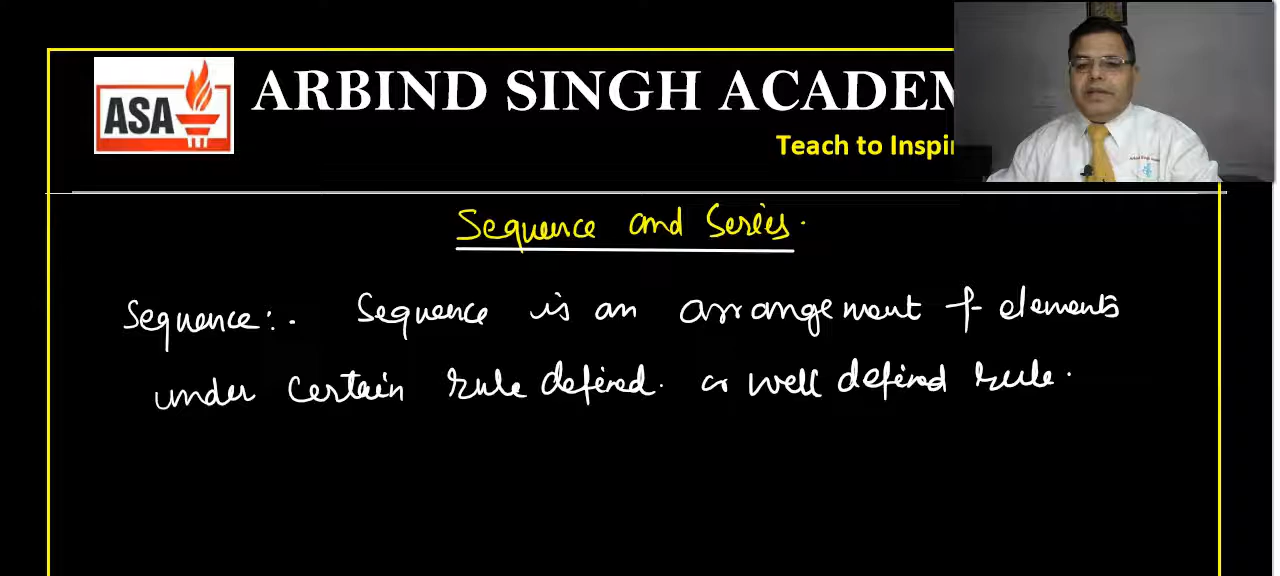 ASA
ARBIND SINGH ACADEM
Teach to Inspi
Sequence and Series.
Sequence:. Sequence is an arrangement of elements
under certain rule defined. or well defined rule.